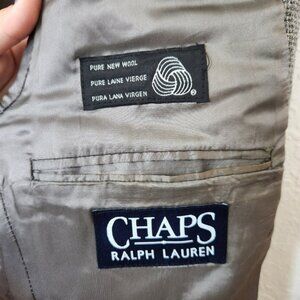 PURE NEW WOOL
PURE LAINE VIERGE
PURA LANA VIRGEN
®
CHAPS
RALPH LAUREN